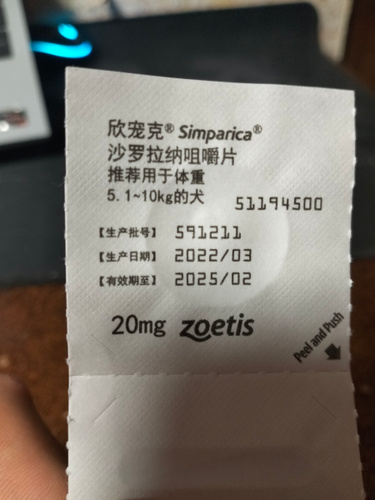 欣宠克® Simparica®
沙罗拉纳咀嚼片
推荐用于体重
5.1~10kg的犬 51194500
【生产批号】 591211
【生产日期】 2022/03
【有效期至】 2025/02
20mg zoetis
Peel and Push